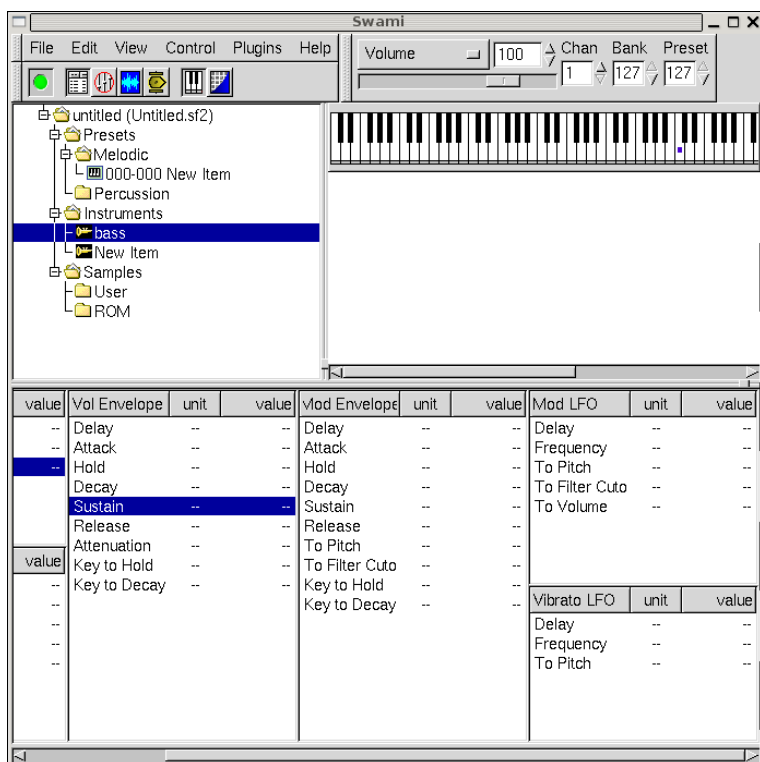 Swami
File Edit View Control Plugins Help
Volume 100 Chan Bank Preset
1 127 127
untitled (Untitled.sf2)
Presets
Melodic
000-000 New Item
Percussion
Instruments
bass
New Item
Samples
User
ROM
value
--
--
--
value
--
--
--
--
Vol Envelope unit value
Delay -- --
Attack -- --
Hold -- --
Decay -- --
Sustain -- --
Release -- --
Attenuation -- --
Key to Hold -- --
Key to Decay -- --
Mod Envelope unit value
Delay -- --
Attack -- --
Hold -- --
Decay -- --
Sustain -- --
Release -- --
To Pitch -- --
To Filter Cuto -- --
Key to Hold -- --
Key to Decay -- --
Mod LFO unit value
Delay -- --
Frequency -- --
To Pitch -- --
To Filter Cuto -- --
To Volume -- --
Vibrato LFO unit value
Delay -- --
Frequency -- --
To Pitch -- --